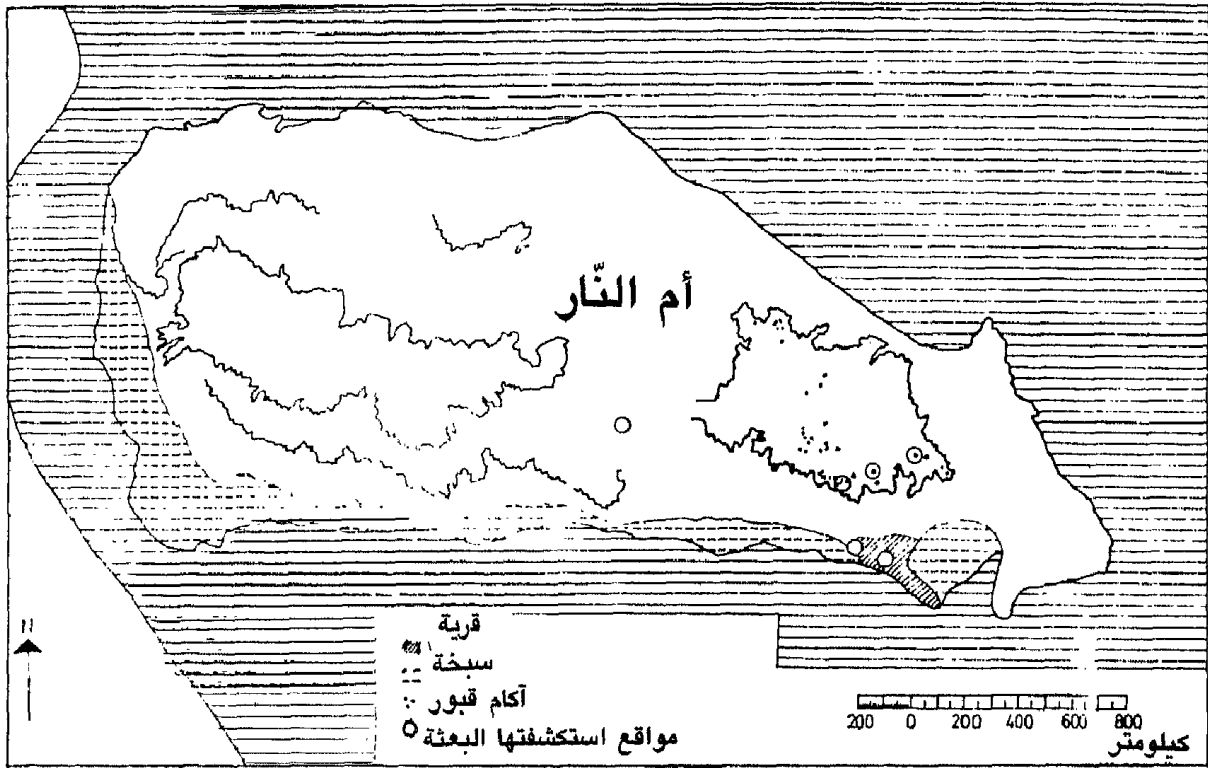 أم النّار
N
قرية
سبخة
آكام قبور
مواقع استكشفتها البعثة
200 0 200 400 600 800
كيلومتر